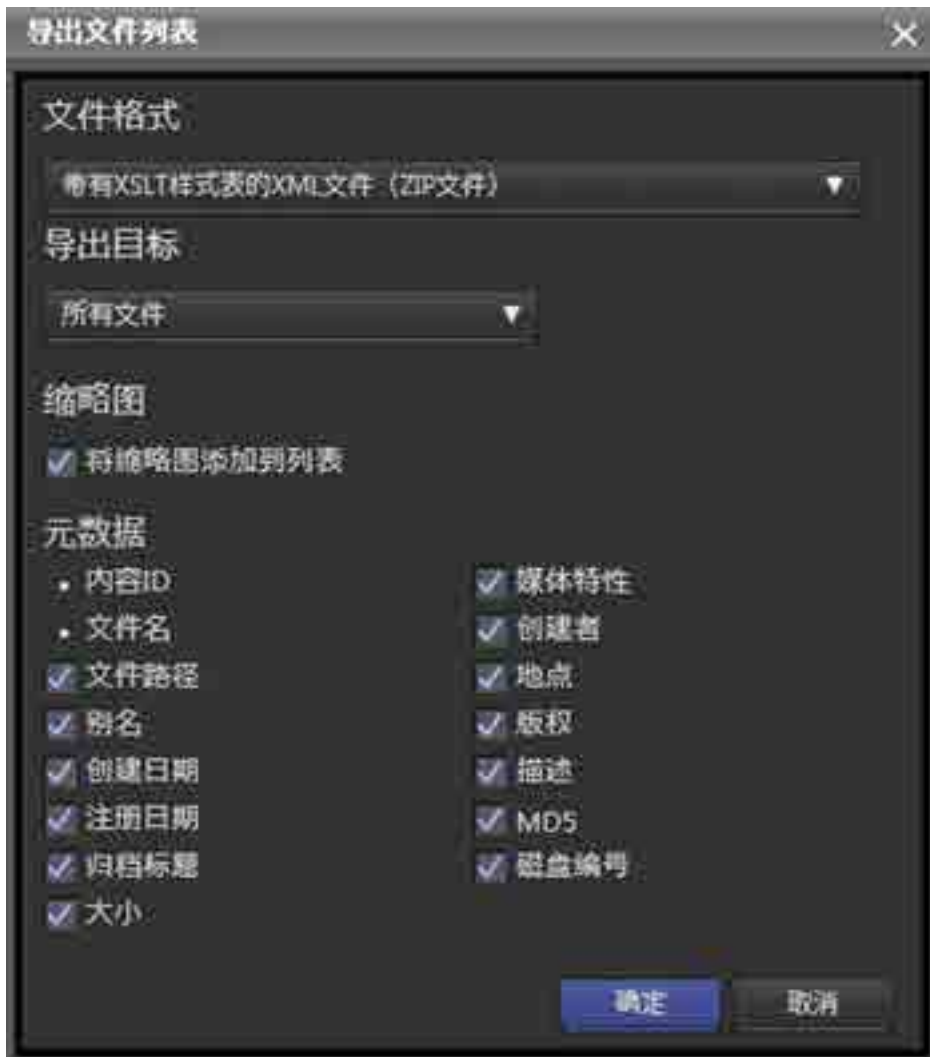 导出文件列表
文件格式
带有XSLT样式表的XML文件（ZIP文件）
导出目标
所有文件
缩略图
将缩略图添加到列表
元数据
• 内容ID
• 文件名
文件路径
别名
创建日期
注册日期
归档标题
大小
媒体特性
创建者
地点
版权
描述
MD5
磁盘编号
确定
取消